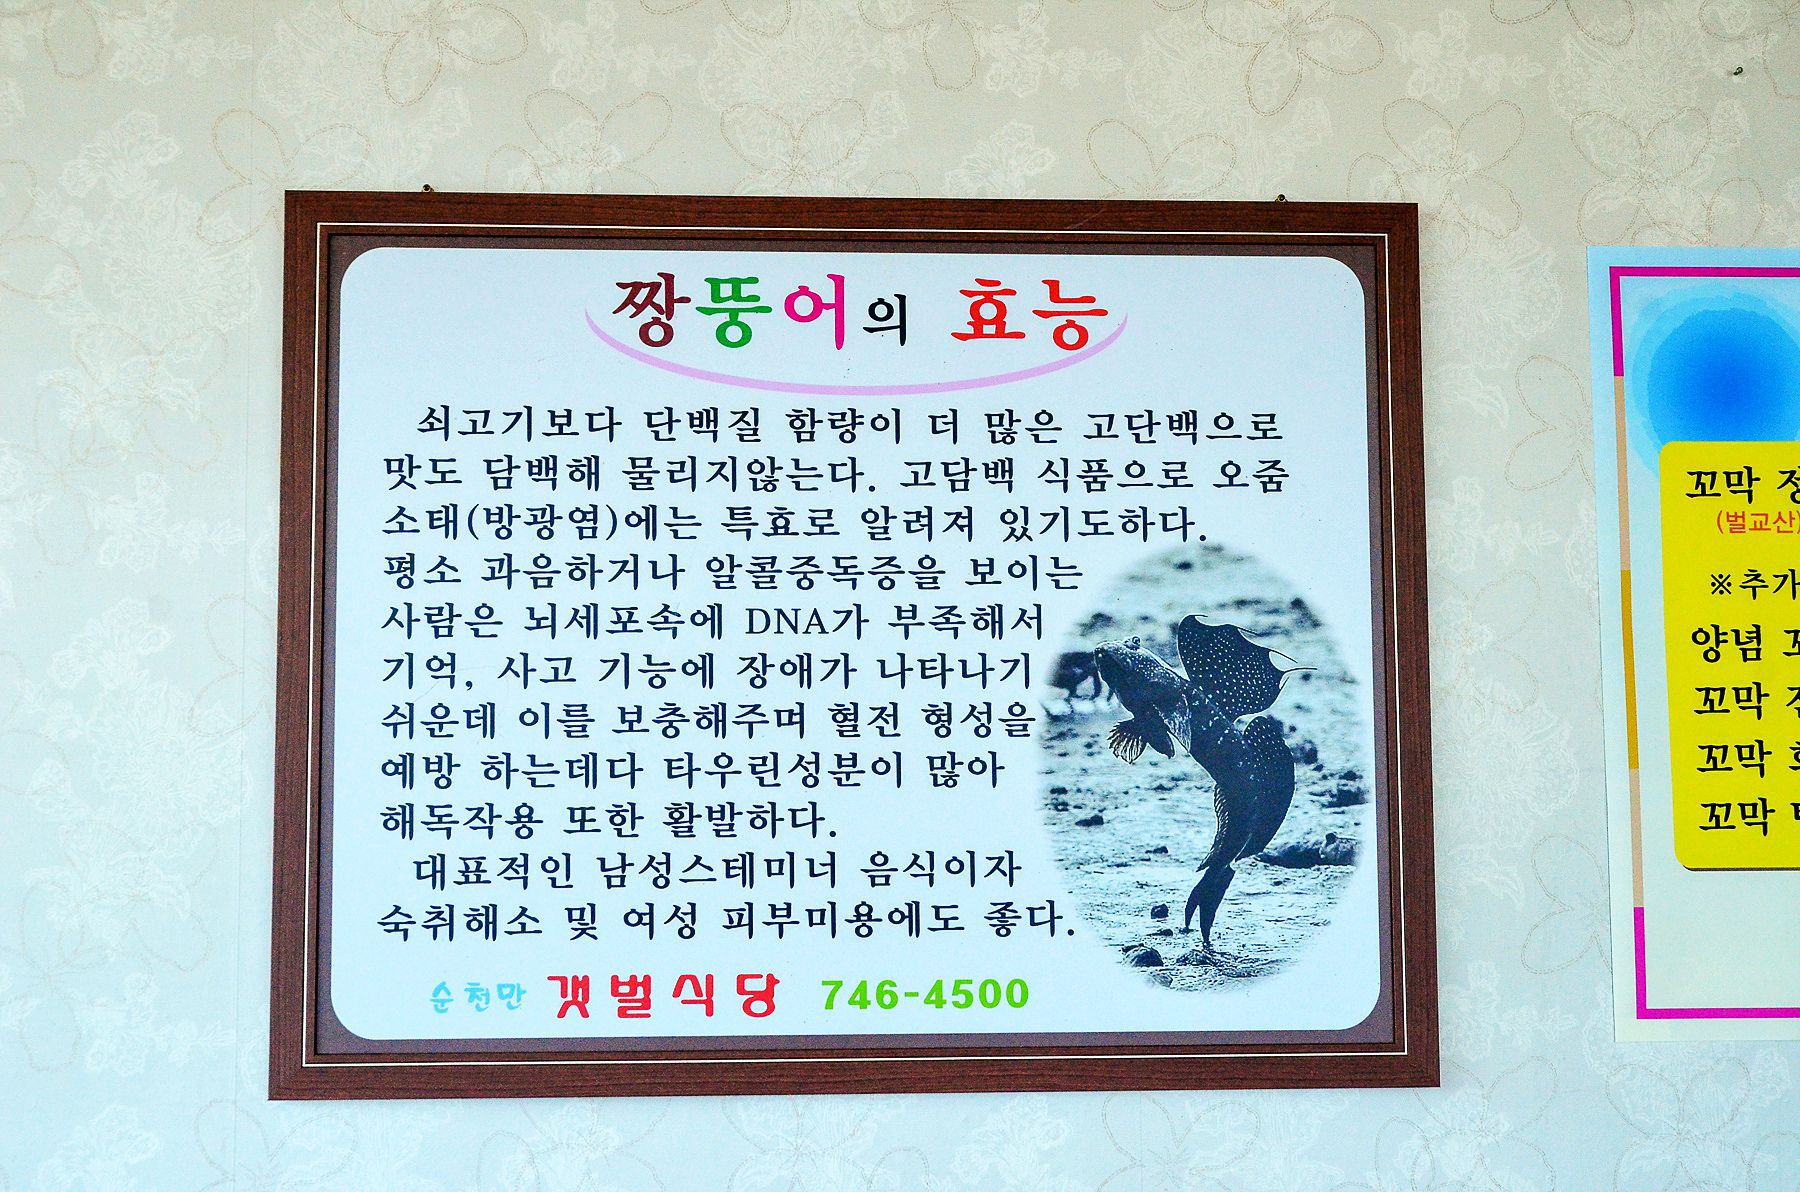 짱뚱어의 효능
쇠고기보다 단백질 함량이 더 많은 고단백으로
맛도 담백해 물리지않는다. 고담백 식품으로 오줌
소태(방광염)에는 특효로 알려져 있기도하다.
평소 과음하거나 알콜중독증을 보이는
사람은 뇌세포속에 DNA가 부족해서
기억, 사고 기능에 장애가 나타나기
쉬운데 이를 보충해주며 혈전 형성을
예방 하는데다 타우린성분이 많아
해독작용 또한 활발하다.
대표적인 남성스테미너 음식이자
숙취해소 및 여성 피부미용에도 좋다.
순천만 갯벌식당 746-4500
꼬막
(벌교산)
※추가
양념
꼬막
꼬막
꼬막